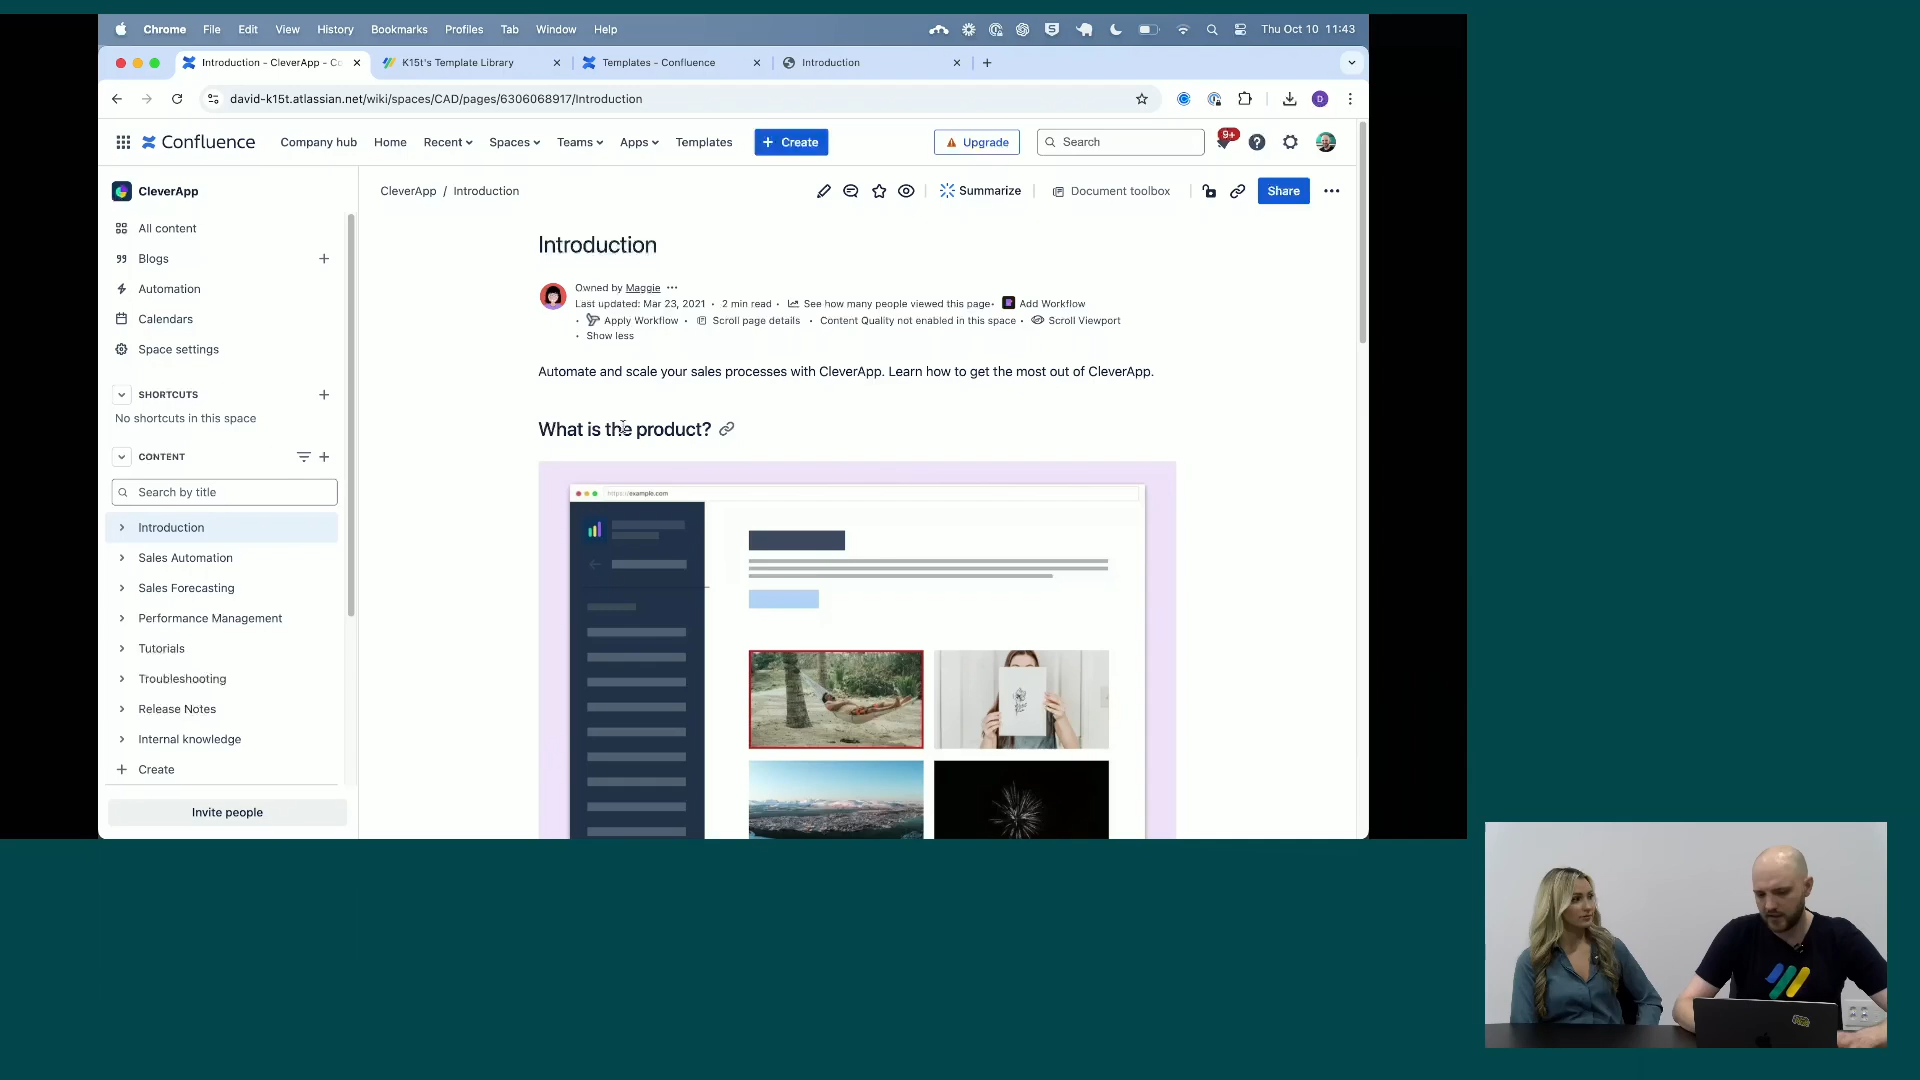 Chrome File Edit View History Bookmarks Profiles Tab Window Help Thu Oct 10 11:43
Introduction - CleverApp - Co K15t's Template Library Templates - Confluence Introduction
david-k15t.atlassian.net/wiki/spaces/CAD/pages/6306068917/Introduction
Confluence Company hub Home Recent Spaces Teams Apps Templates + Create Upgrade Search 9+
CleverApp
All content
Blogs
Automation
Calendars
Space settings
SHORTCUTS
No shortcuts in this space
CONTENT
Search by title
Introduction
Sales Automation
Sales Forecasting
Performance Management
Tutorials
Troubleshooting
Release Notes
Internal knowledge
+ Create
Invite people
CleverApp / Introduction Summarize Document toolbox Share
Introduction
Owned by Maggie
Last updated: Mar 23, 2021 • 2 min read • See how many people viewed this page • Add Workflow
• Apply Workflow • Scroll page details • Content Quality not enabled in this space • Scroll Viewport
• Show less
Automate and scale your sales processes with CleverApp. Learn how to get the most out of CleverApp.
What is the product?
https://example.com